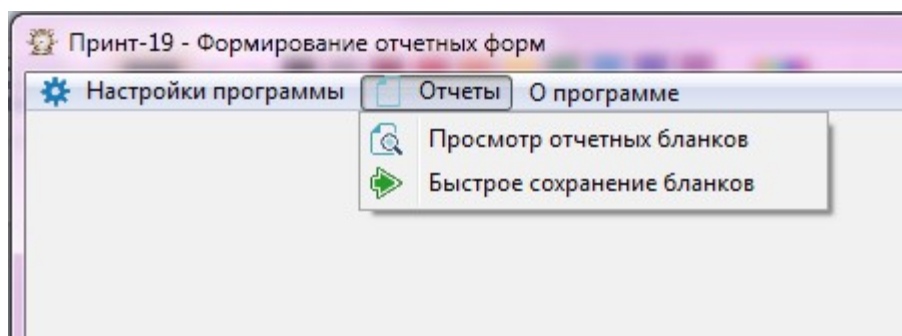 Принт-19 - Формирование отчетных форм
Настройки программы Отчеты О программе
Просмотр отчетных бланков
Быстрое сохранение бланков